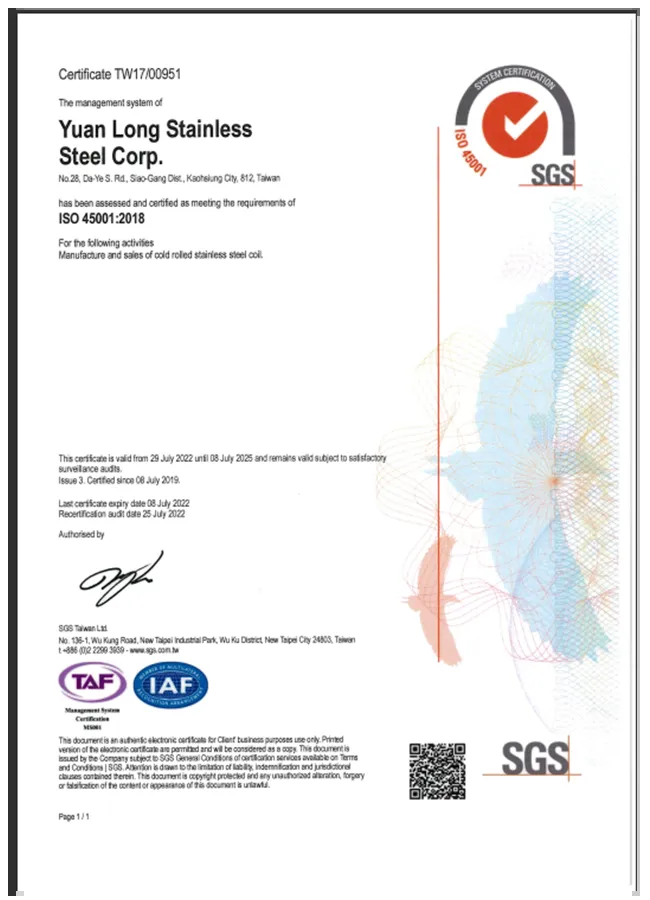 Certificate TW17/00951
The management system of
Yuan Long Stainless
Steel Corp.
No.28, Da-Ye S. Rd., Siao-Gang Dist., Kaohsiung City, 812, Taiwan
has been assessed and certified as meeting the requirements of
ISO 45001:2018
For the following activities
Manufacture and sales of cold rolled stainless steel coil.
SYSTEM CERTIFICATION
ISO 45001
SGS
This certificate is valid from 29 July 2022 until 08 July 2025 and remains valid subject to satisfactory
surveillance audits.
Issue 3. Certified since 08 July 2019.
Last certificate expiry date 08 July 2022
Recertification audit date 25 July 2022
Authorised by
SGS Taiwan Ltd.
No. 136-1, Wu Kung Road, New Taipei Industrial Park, Wu Ku District, New Taipei City 24803, Taiwan
t +886 (0)2 2299 3939 - www.sgs.com.tw
TAF
Management System
Certification
MS001
MEMBER OF MULTILATERAL
IAF
RECOGNITION ARRANGEMENT
This document is an authentic electronic certificate for Client' business purposes use only. Printed
version of the electronic certificate are permitted and will be considered as a copy. This document is
issued by the Company subject to SGS General Conditions of certification services available on Terms
and Conditions | SGS. Attention is drawn to the limitation of liability, indemnification and jurisdictional
clauses contained therein. This document is copyright protected and any unauthorized alteration, forgery
or falsification of the content or appearance of this document is unlawful.
SGS
Page 1 / 1